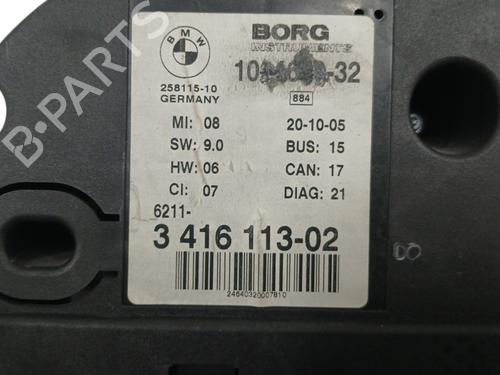 BMW
BORG
INSTRUMENTS
258115-10
GERMANY
884
MI: 08
20-10-05
SW: 9.0
BUS: 15
HW: 06
CAN: 17
CI: 07
DIAG: 21
6211-
3 416 113-02
24640320007810
B-PARTS